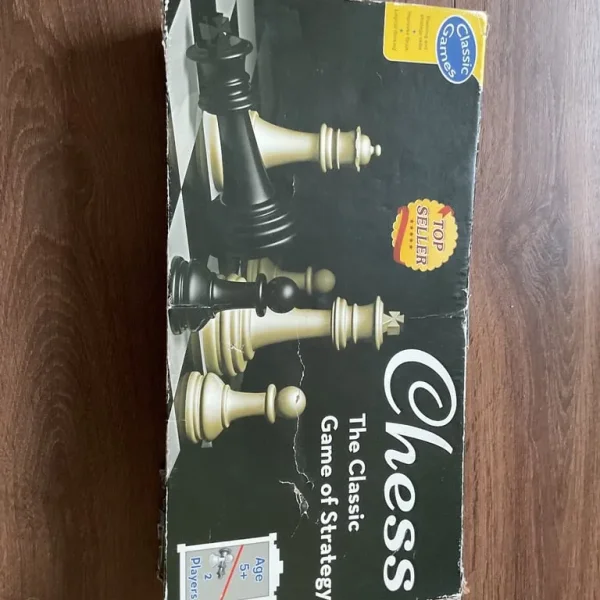 Classic
Games
TOP
SELLER
Chess
The Classic
Game of Strategy
Age
5+
2
Players